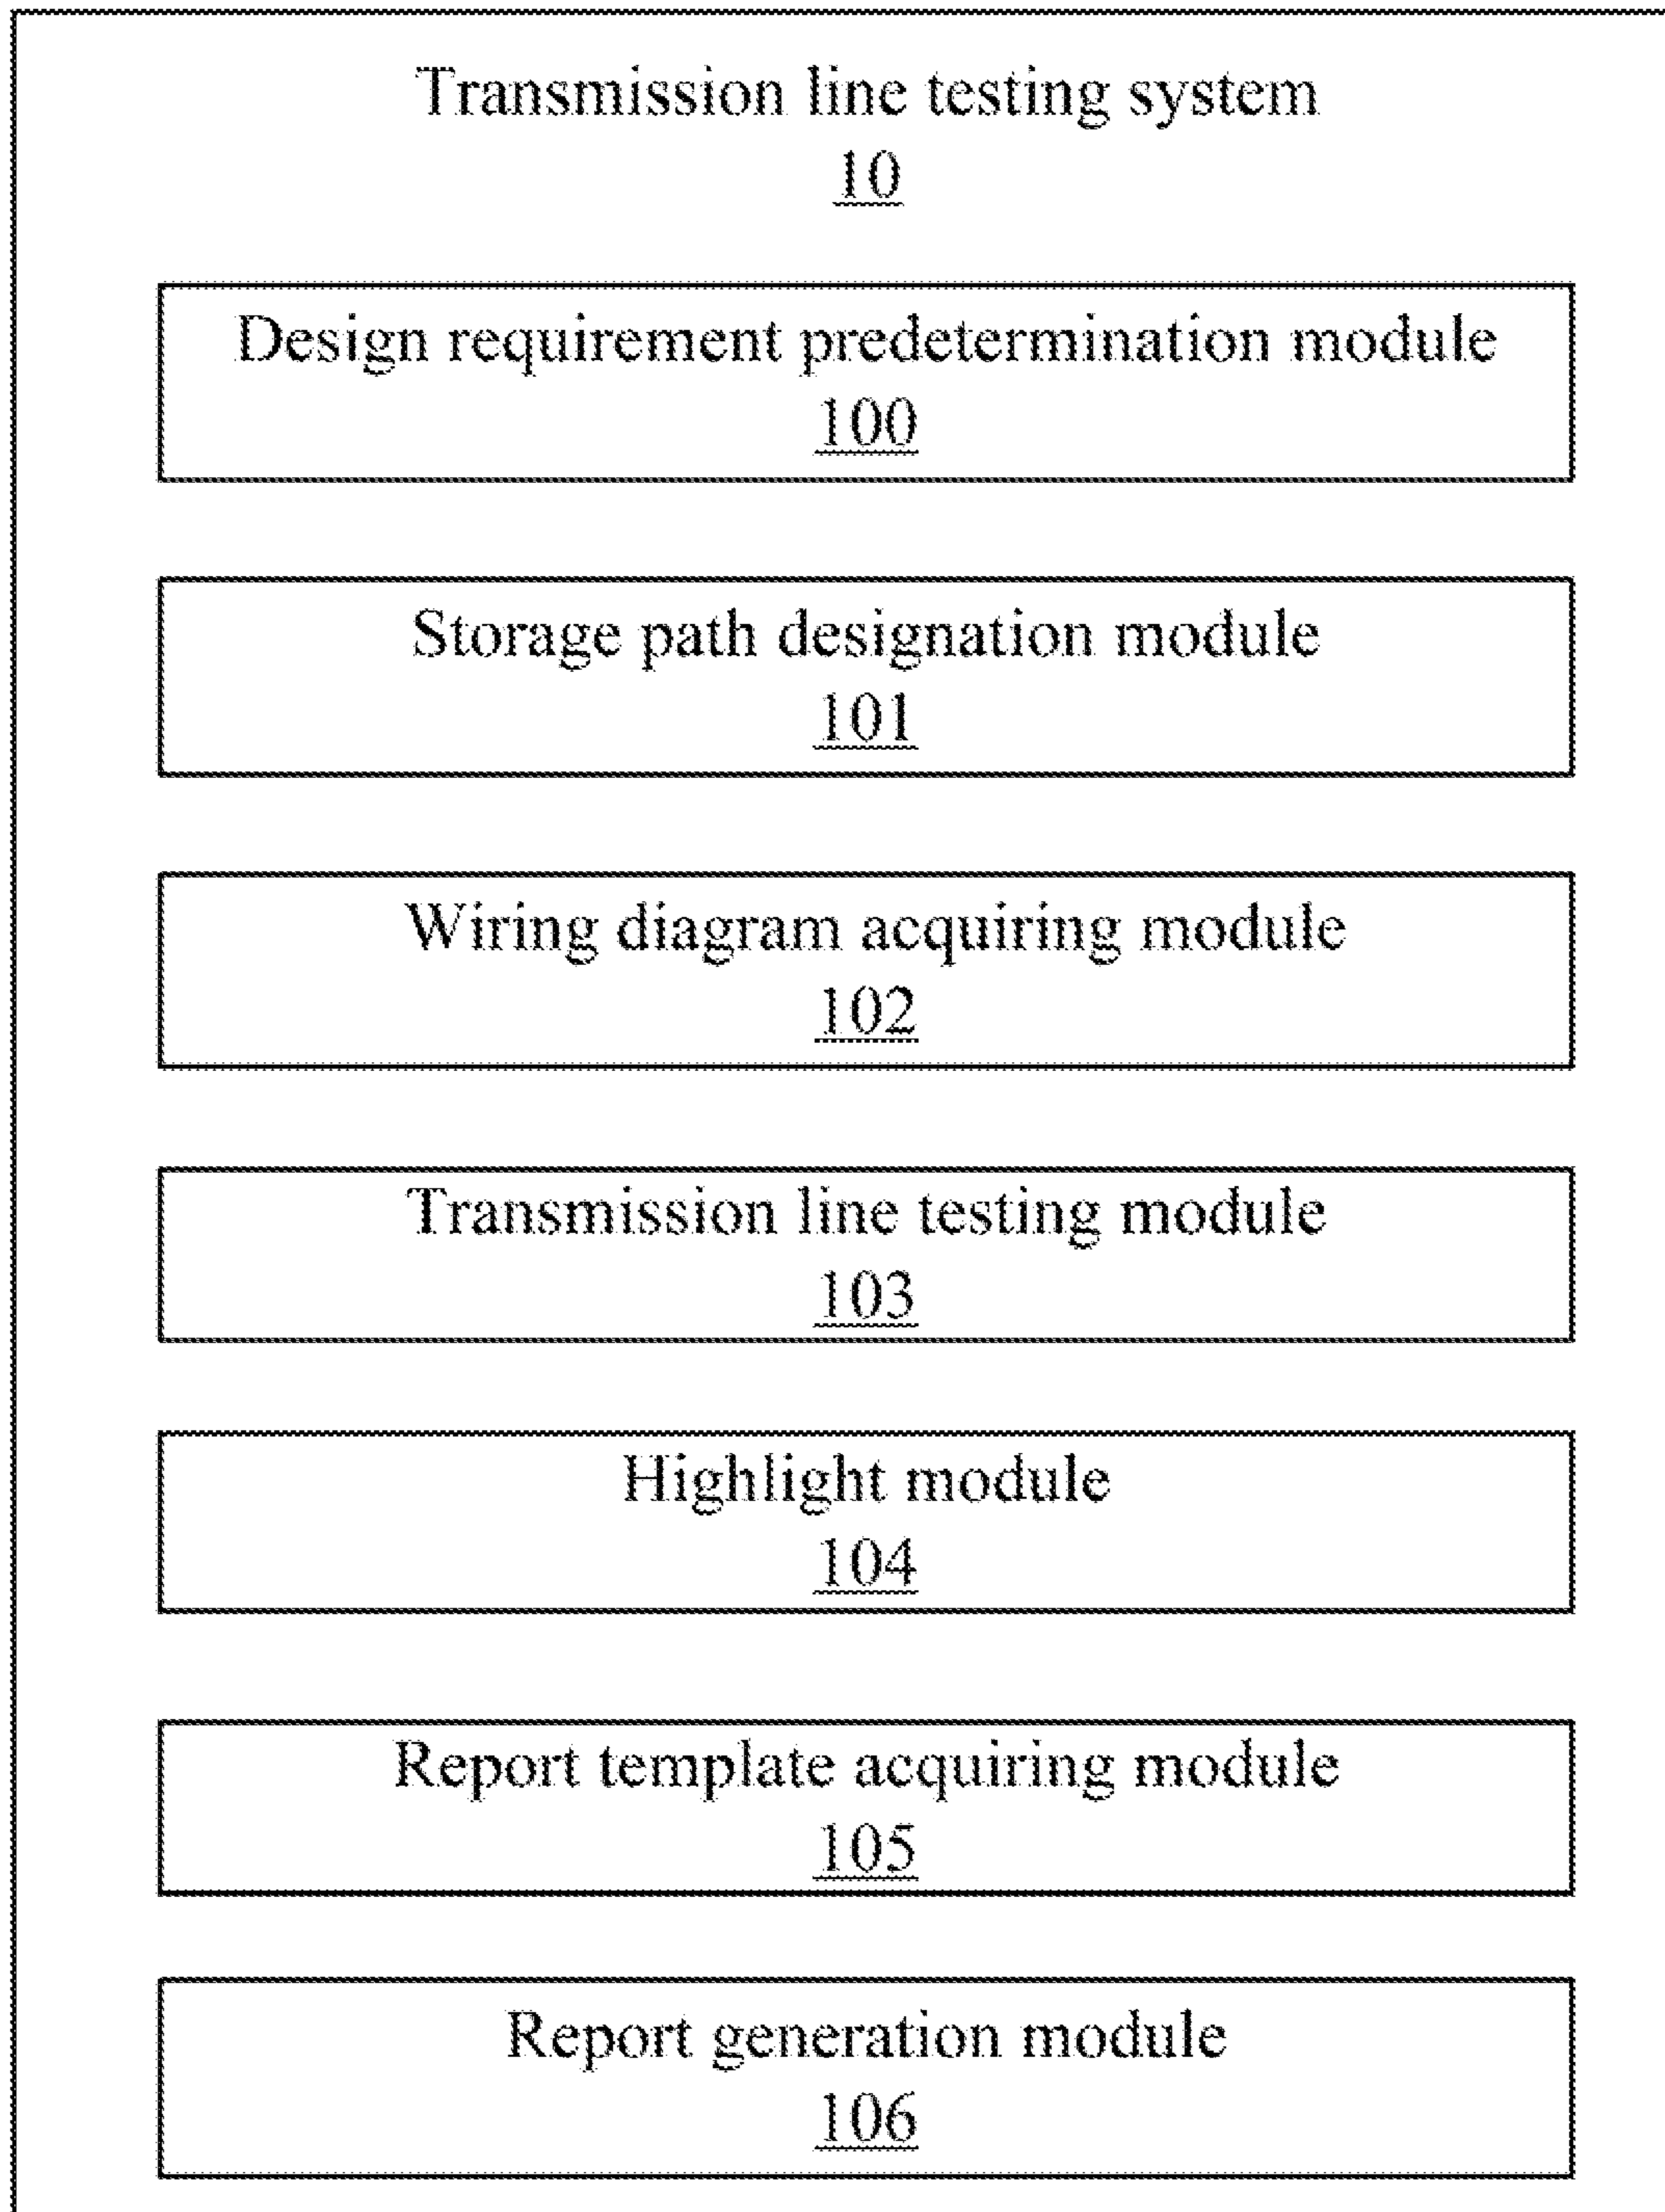 Transmission line testing system
10
Design requirement predetermination module
100
Storage path designation module
101
Wiring diagram acquiring module
102
Transmission line testing module
103
Highlight module
104
Report template acquiring module
105
Report generation module
106